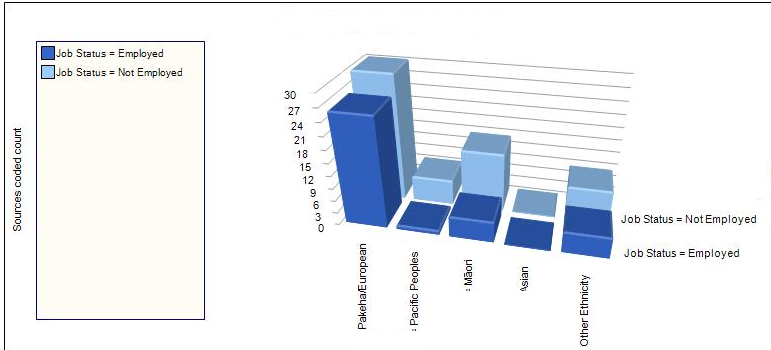 Job Status = Employed
Job Status = Not Employed
Sources coded count
30
27
24
21
18
15
12
9
6
3
0
Pakeha/European
= Pacific Peoples
= Māori
Asian
Other Ethnicity
Job Status = Not Employed
Job Status = Employed